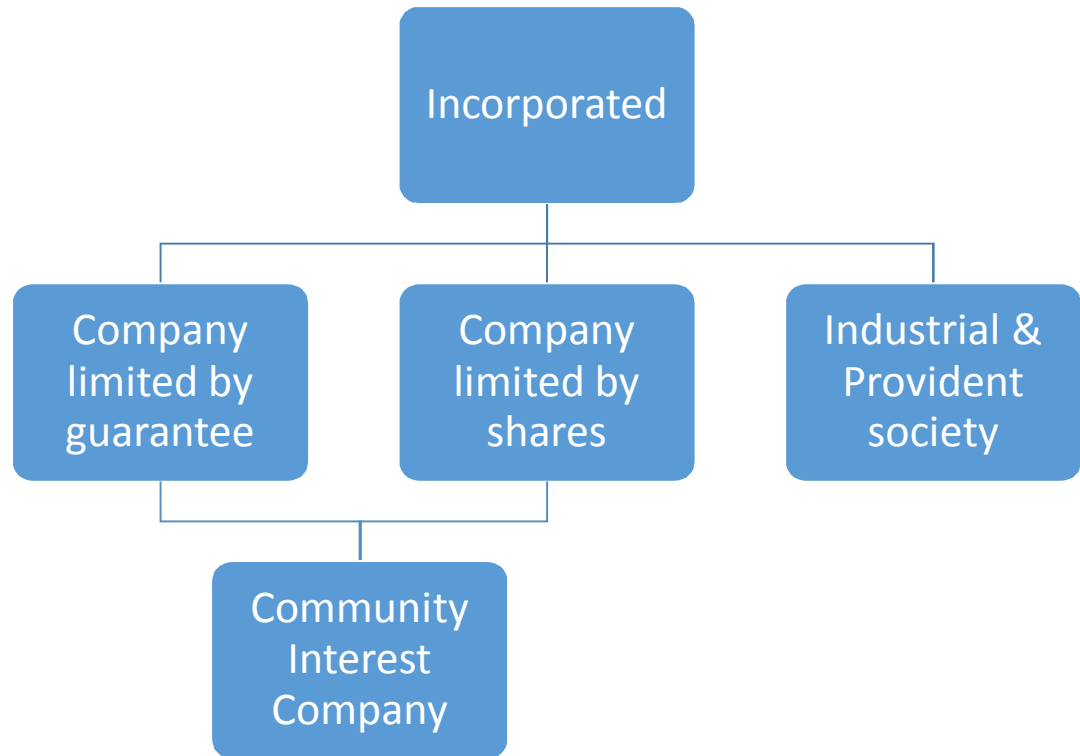 Incorporated
Company
limited by
guarantee
Company
limited by
shares
Industrial &
Provident
society
Community
Interest
Company